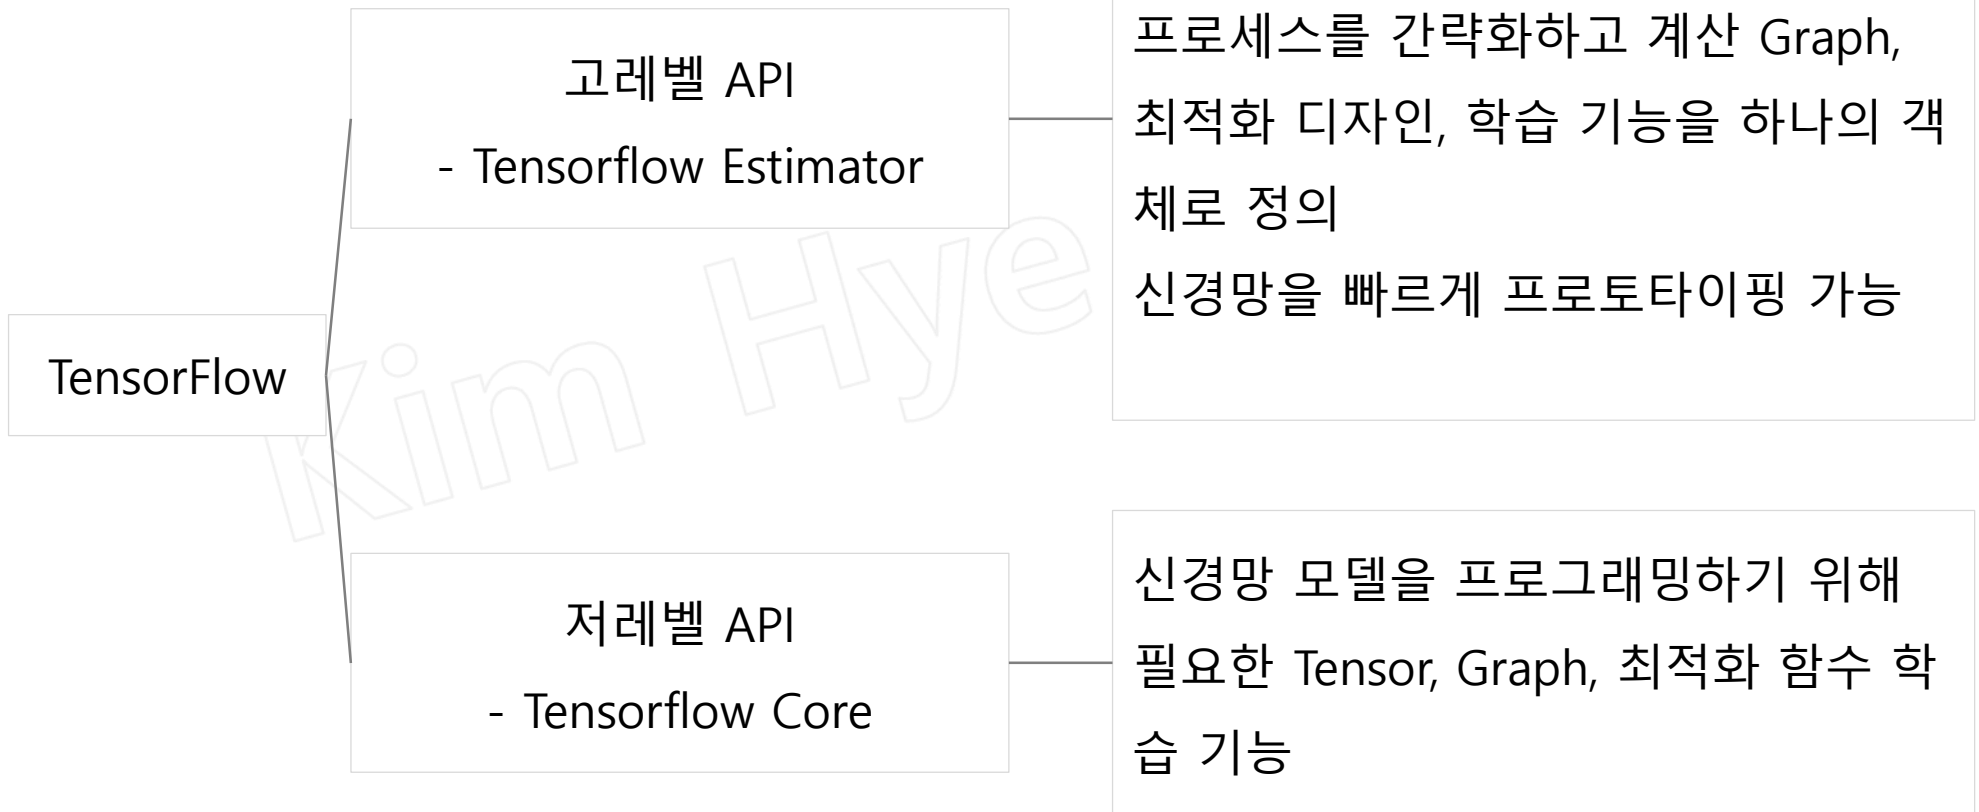 고레벨 API
- Tensorflow Estimator
프로세스를 간략화하고 계산 Graph,
최적화 디자인, 학습 기능을 하나의 객
체로 정의
신경망을 빠르게 프로토타이핑 가능
TensorFlow
저레벨 API
- Tensorflow Core
신경망 모델을 프로그래밍하기 위해
필요한 Tensor, Graph, 최적화 함수 학
습 기능
Kim Hye